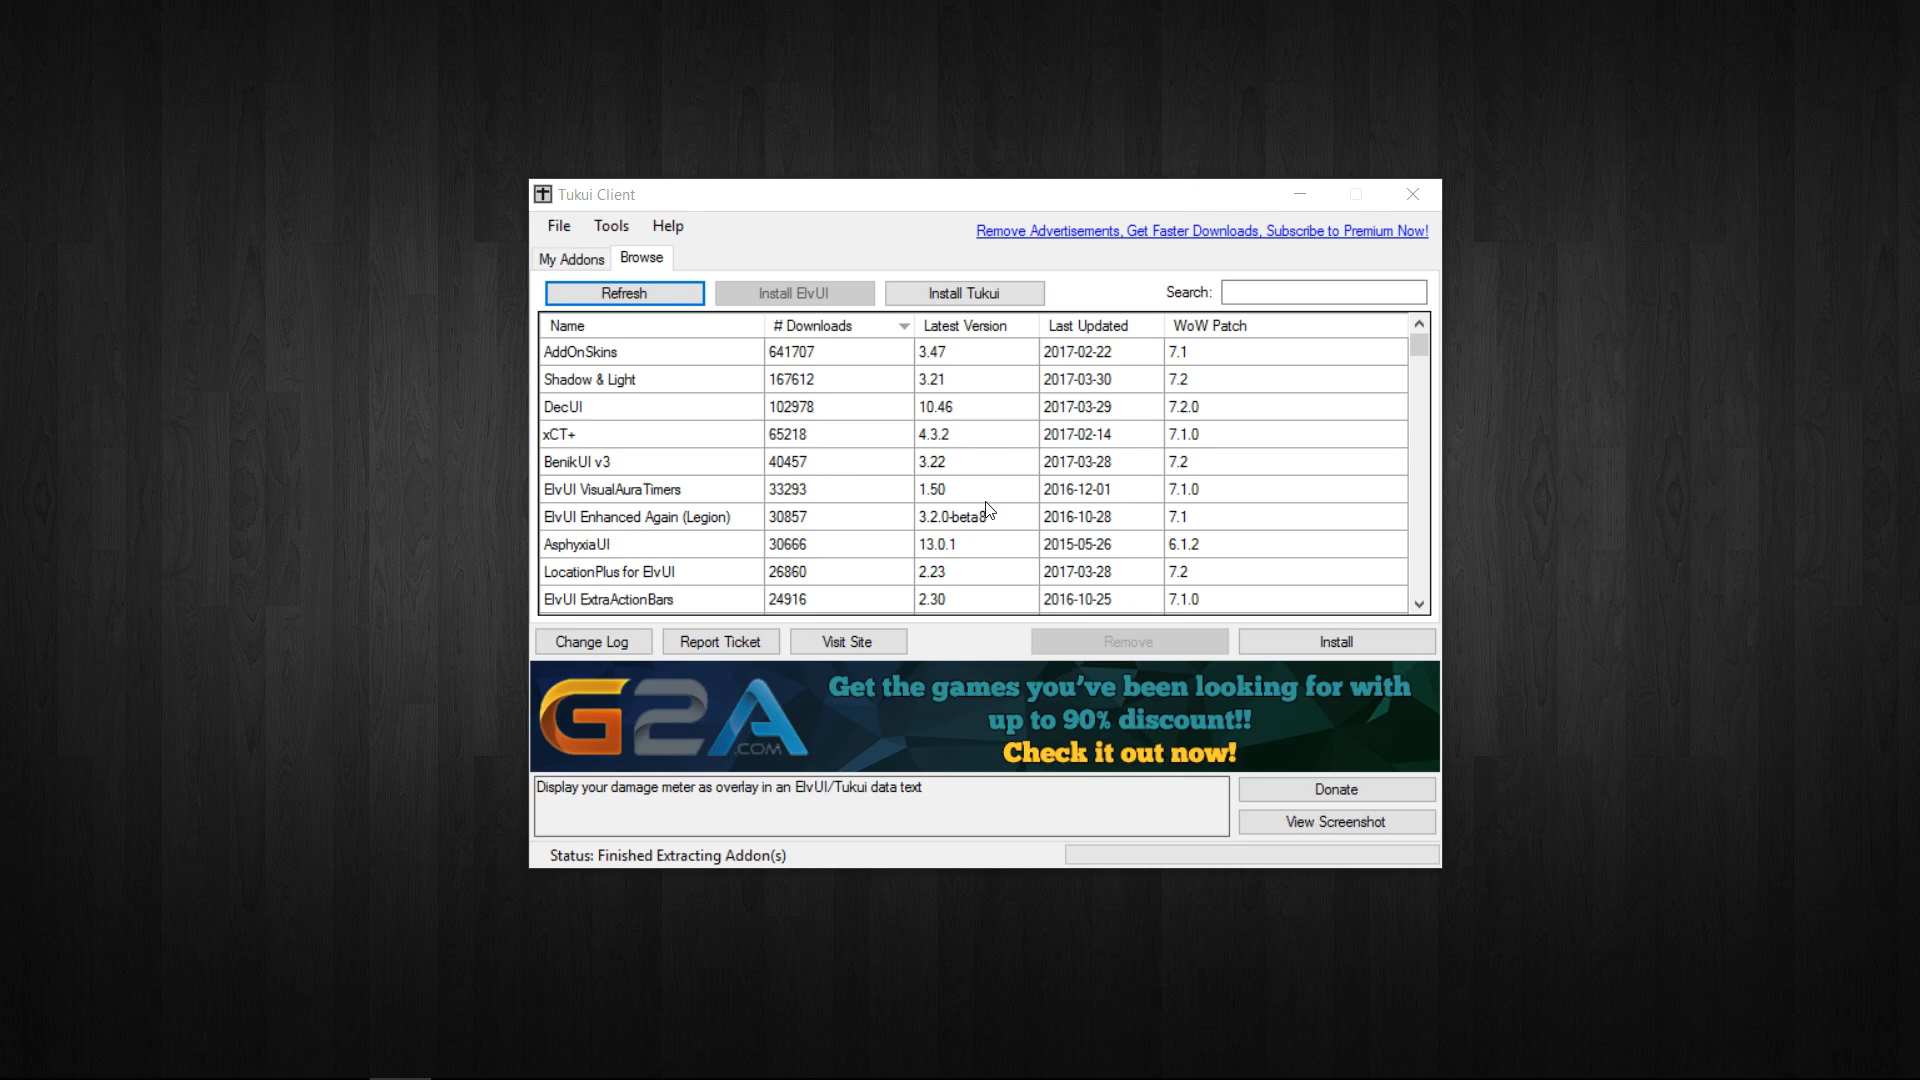 Tukui Client
File Tools Help
Remove Advertisements, Get Faster Downloads, Subscribe to Premium Now!
My Addons Browse
Refresh Install ElvUI Install Tukui Search:
Name # Downloads Latest Version Last Updated WoW Patch
AddOnSkins 641707 3.47 2017-02-22 7.1
Shadow & Light 167612 3.21 2017-03-30 7.2
DecUI 102978 10.46 2017-03-29 7.2.0
xCT+ 65218 4.3.2 2017-02-14 7.1.0
BenikUI v3 40457 3.22 2017-03-28 7.2
ElvUI VisualAuraTimers 33293 1.50 2016-12-01 7.1.0
ElvUI Enhanced Again (Legion) 30857 3.2.0-beta8 2016-10-28 7.1
AsphyxiaUI 30666 13.0.1 2015-05-26 6.1.2
LocationPlus for ElvUI 26860 2.23 2017-03-28 7.2
ElvUI ExtraActionBars 24916 2.30 2016-10-25 7.1.0
Change Log Report Ticket Visit Site Remove Install
G2A.COM
Get the games you've been looking for with
up to 90% discount!!
Check it out now!
Display your damage meter as overlay in an ElvUI/Tukui data text
Donate
View Screenshot
Status: Finished Extracting Addon(s)